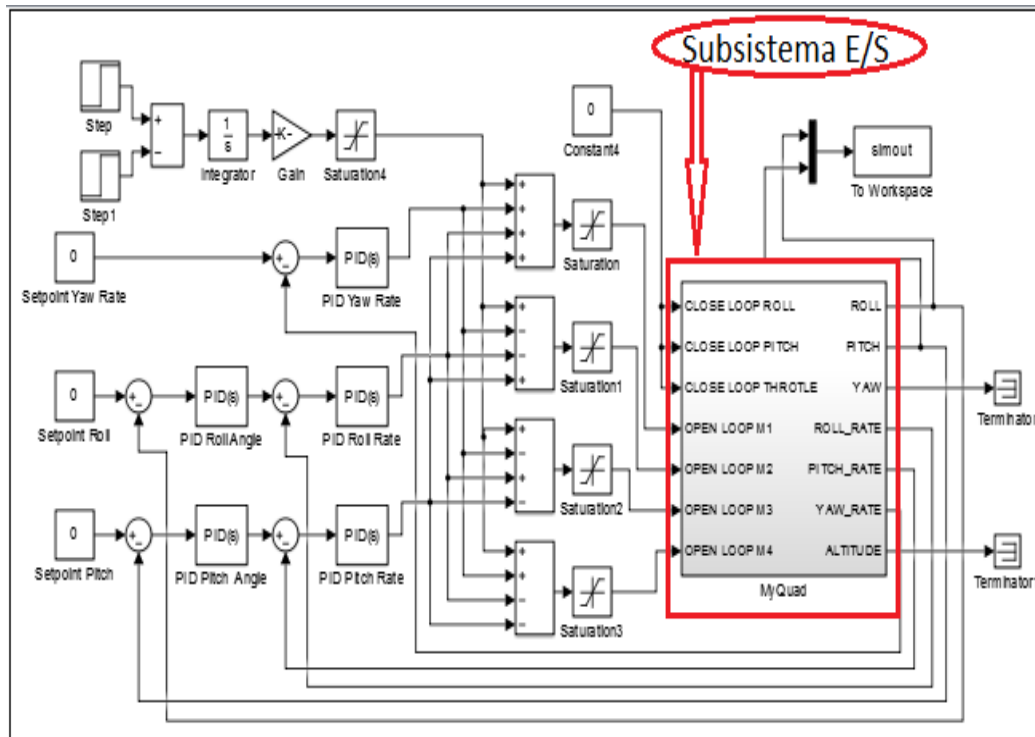 Subsistema E/S
Step
+
−
Step1
1
s
Integrator
-K-
Gain
Saturation4
0
Constant4
simout
To Workspace
0
Setpoint Yaw Rate
+
−
PID(s)
PID Yaw Rate
0
Setpoint Roll
+
−
PID(s)
PID Roll Angle
+
−
PID(s)
PID Roll Rate
0
Setpoint Pitch
+
−
PID(s)
PID Pitch Angle
+
−
PID(s)
PID Pitch Rate
+
+
+
+
Saturation
+
−
−
+
Saturation1
+
−
+
−
Saturation2
+
+
−
−
Saturation3
CLOSE LOOP ROLL
CLOSE LOOP PITCH
CLOSE LOOP THROTLE
OPEN LOOP M1
OPEN LOOP M2
OPEN LOOP M3
OPEN LOOP M4
ROLL
PITCH
YAW
ROLL_RATE
PITCH_RATE
YAW_RATE
ALTITUDE
MyQuad
Terminator
Terminator